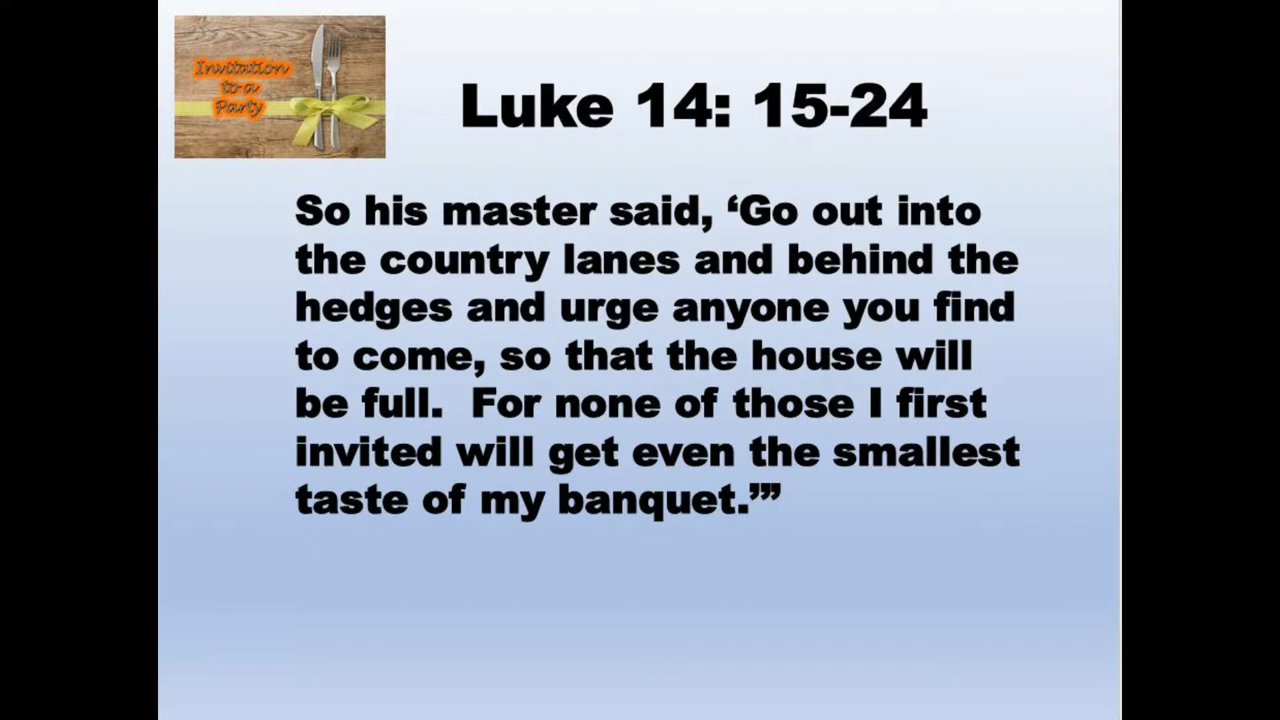 Invitation
to a
Party
Luke 14: 15-24
So his master said, ‘Go out into
the country lanes and behind the
hedges and urge anyone you find
to come, so that the house will
be full.  For none of those I first
invited will get even the smallest
taste of my banquet.’”